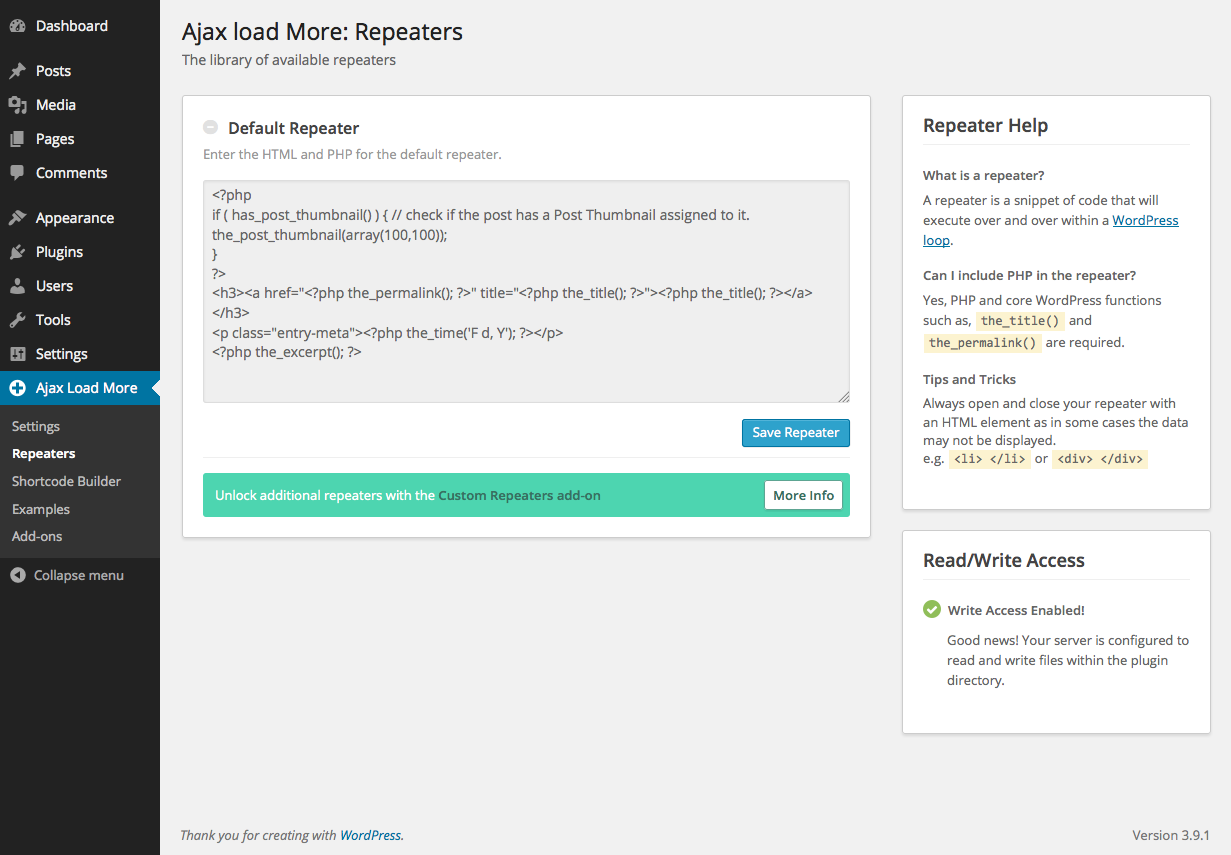 Dashboard
Posts
Media
Pages
Comments
Appearance
Plugins
Users
Tools
Settings
Ajax Load More
Settings
Repeaters
Shortcode Builder
Examples
Add-ons
Collapse menu
Ajax load More: Repeaters
The library of available repeaters
Default Repeater
Enter the HTML and PHP for the default repeater.
<?php
if ( has_post_thumbnail() ) { // check if the post has a Post Thumbnail assigned to it.
the_post_thumbnail(array(100,100));
}
?>
<h3><a href="<?php the_permalink(); ?>" title="<?php the_title(); ?>"><?php the_title(); ?></a>
</h3>
<p class="entry-meta"><?php the_time('F d, Y'); ?></p>
<?php the_excerpt(); ?>
Save Repeater
Unlock additional repeaters with the Custom Repeaters add-on
More Info
Repeater Help
What is a repeater?
A repeater is a snippet of code that will
execute over and over within a WordPress
loop.
Can I include PHP in the repeater?
Yes, PHP and core WordPress functions
such as, the_title() and
the_permalink() are required.
Tips and Tricks
Always open and close your repeater with
an HTML element as in some cases the data
may not be displayed.
e.g. <li> </li> or <div> </div>
Read/Write Access
Write Access Enabled!
Good news! Your server is configured to
read and write files within the plugin
directory.
Thank you for creating with WordPress.
Version 3.9.1